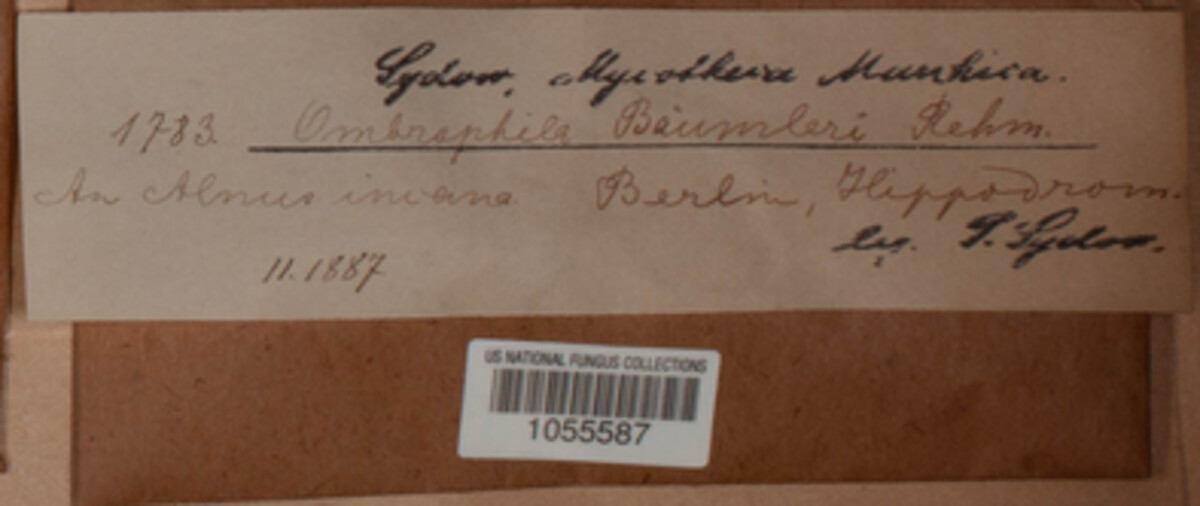 Sydow, Mycotheca Marchica.
1783. Ombrophila Bäumleri Rehm.
An Alnus incana. Berlin, Hippodrom.
leg. P. Sydow.
11.1887
US NATIONAL FUNGUS COLLECTIONS
1055587